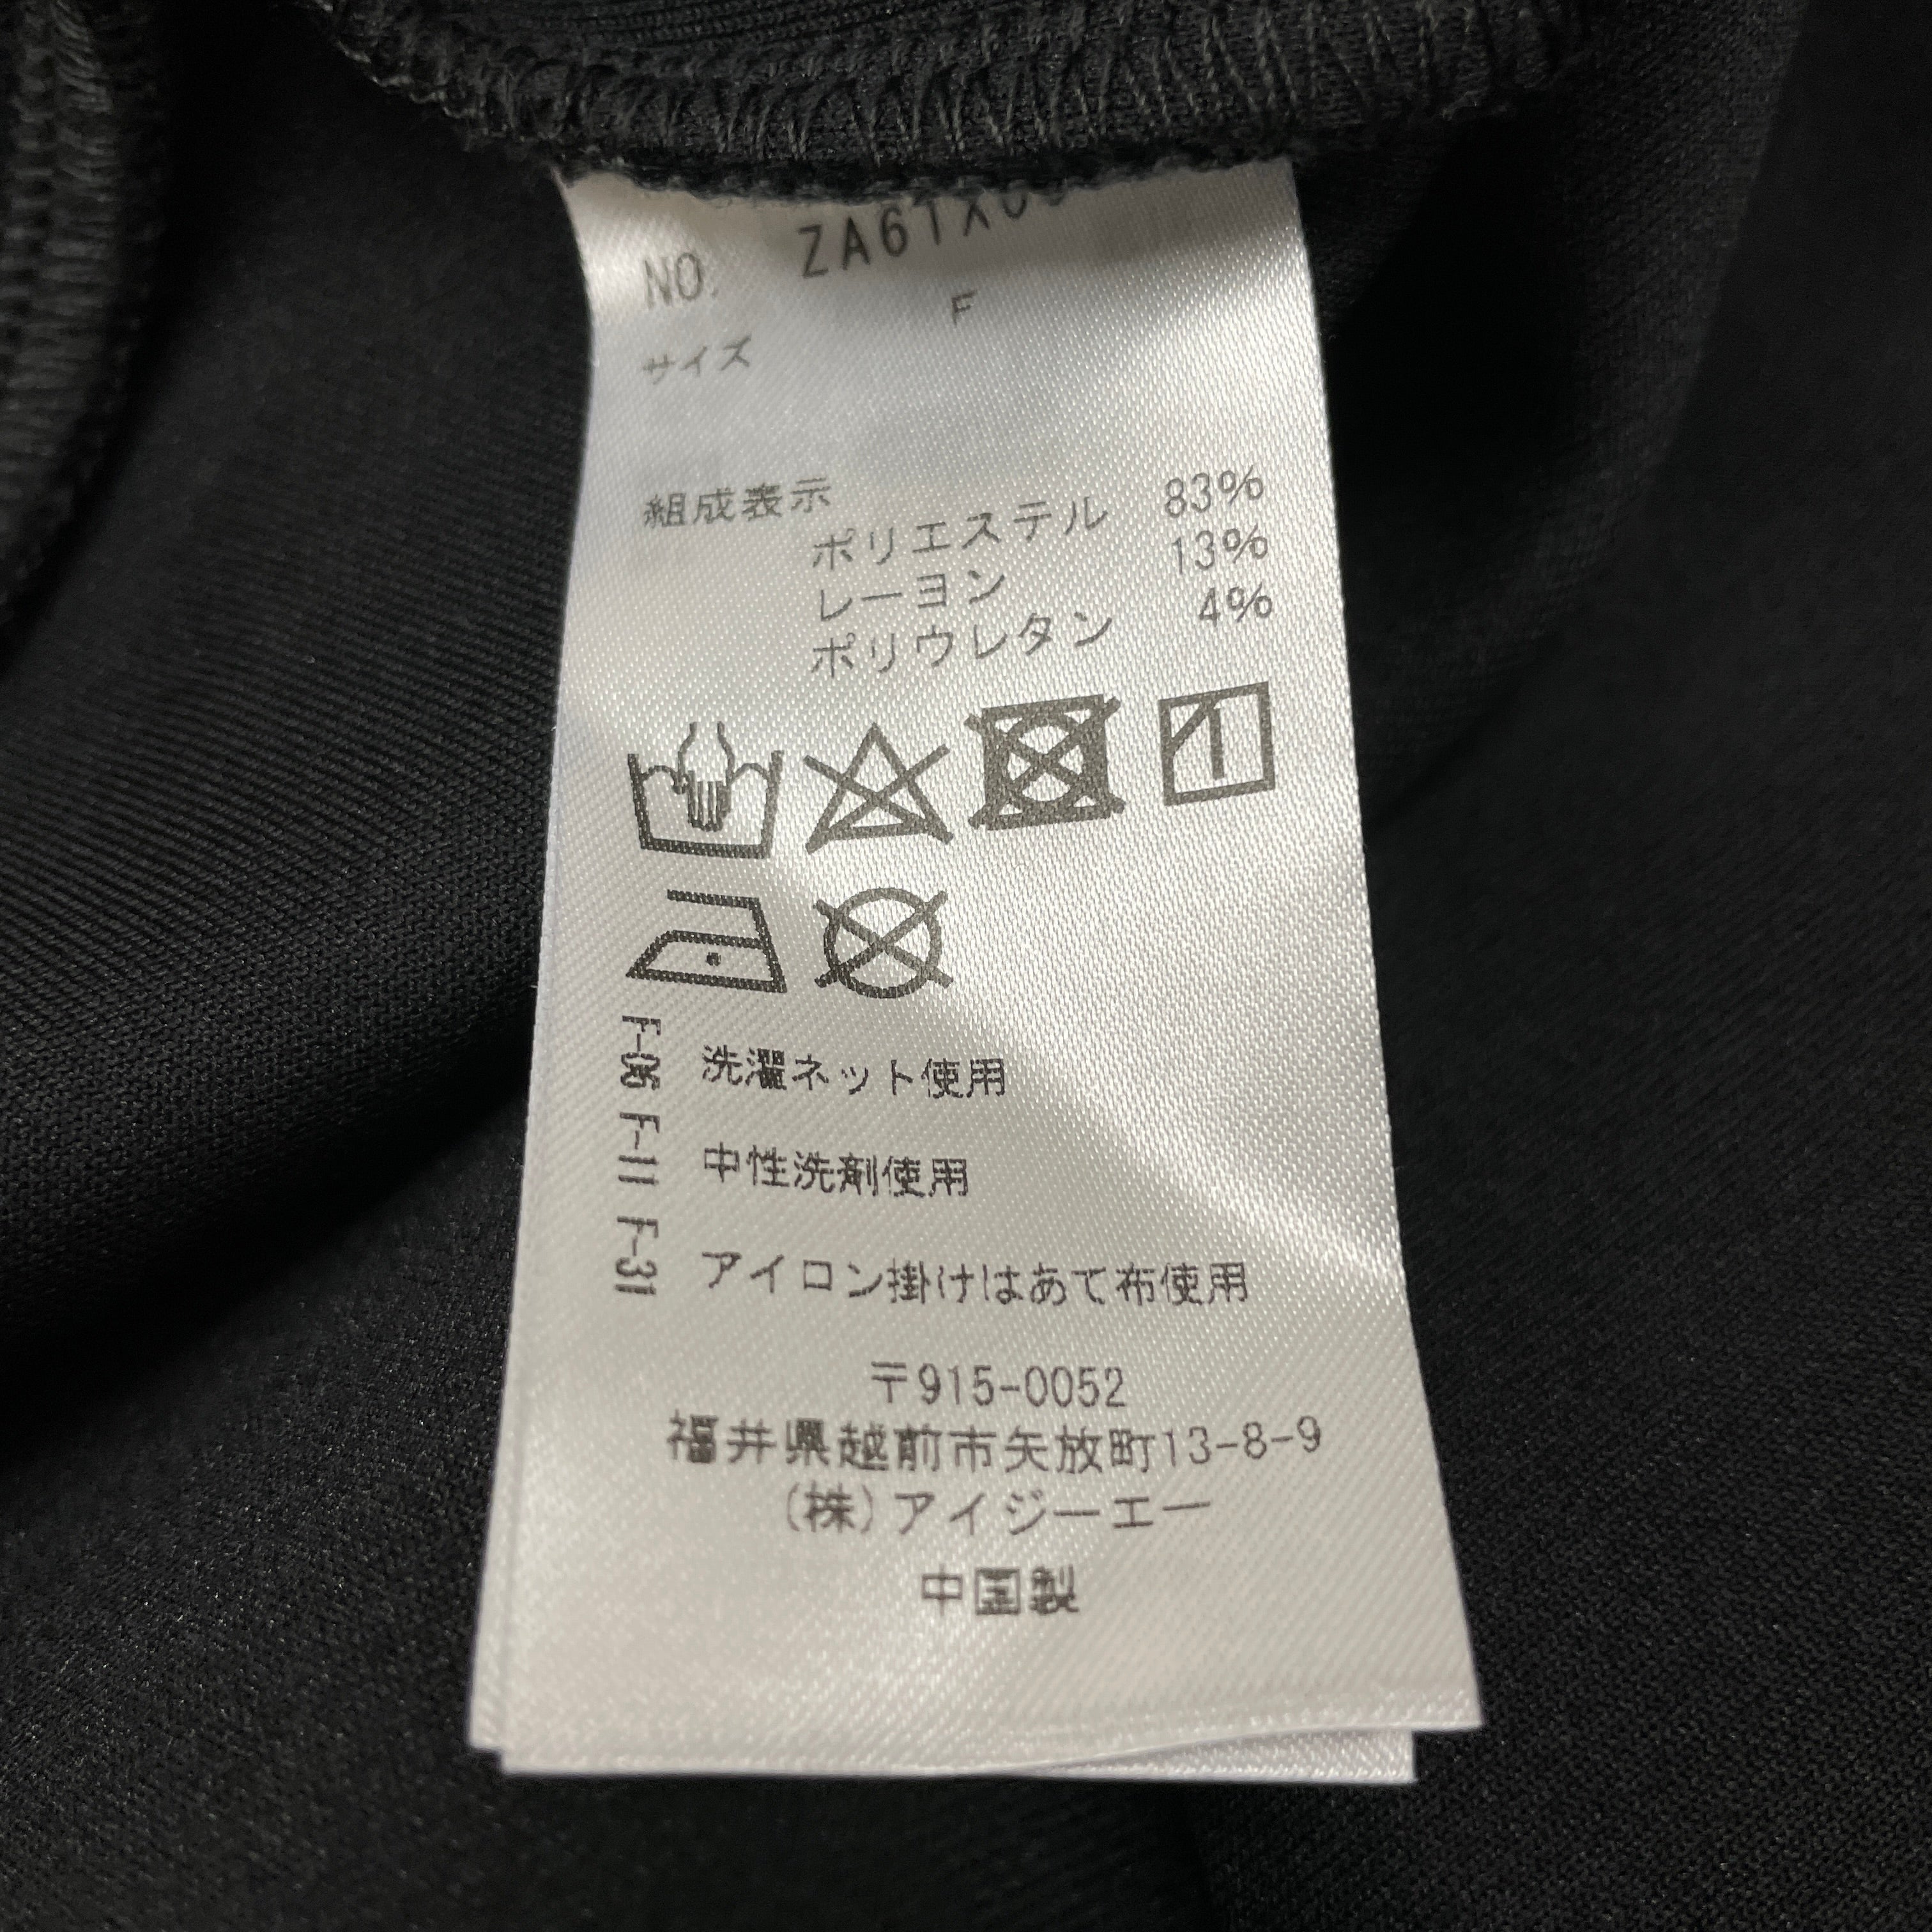 NO.
サイズ F
組成表示
ポリエステル 83%
レーヨン 13%
ポリウレタン 4%
F-06 F-11 F-31
洗濯ネット使用
中性洗剤使用
アイロン掛けはあて布使用
〒915-0052
福井県越前市矢放町13-8-9
(株)アイジーエー
中国製